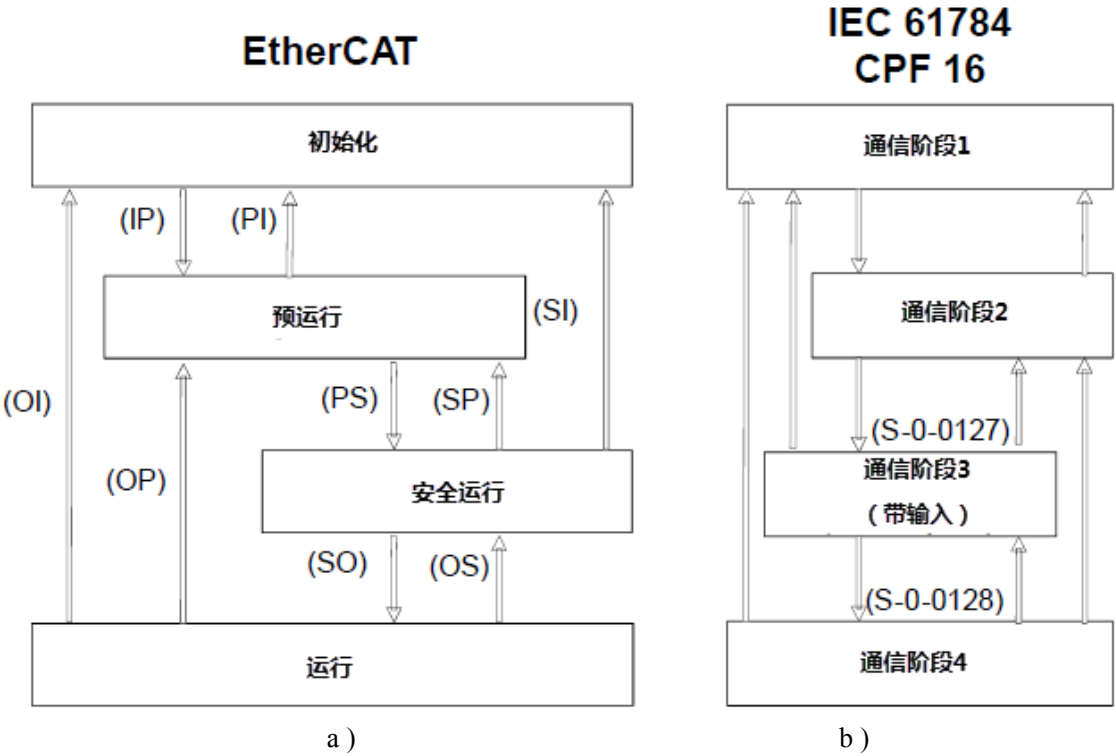 EtherCAT
初始化
(IP)
(PI)
预运行
(SI)
(OI)
(PS)
(SP)
(OP)
安全运行
(SO)
(OS)
运行
a )
IEC 61784
CPF 16
通信阶段1
通信阶段2
(S-0-0127)
通信阶段3
（带输入）
(S-0-0128)
通信阶段4
b )